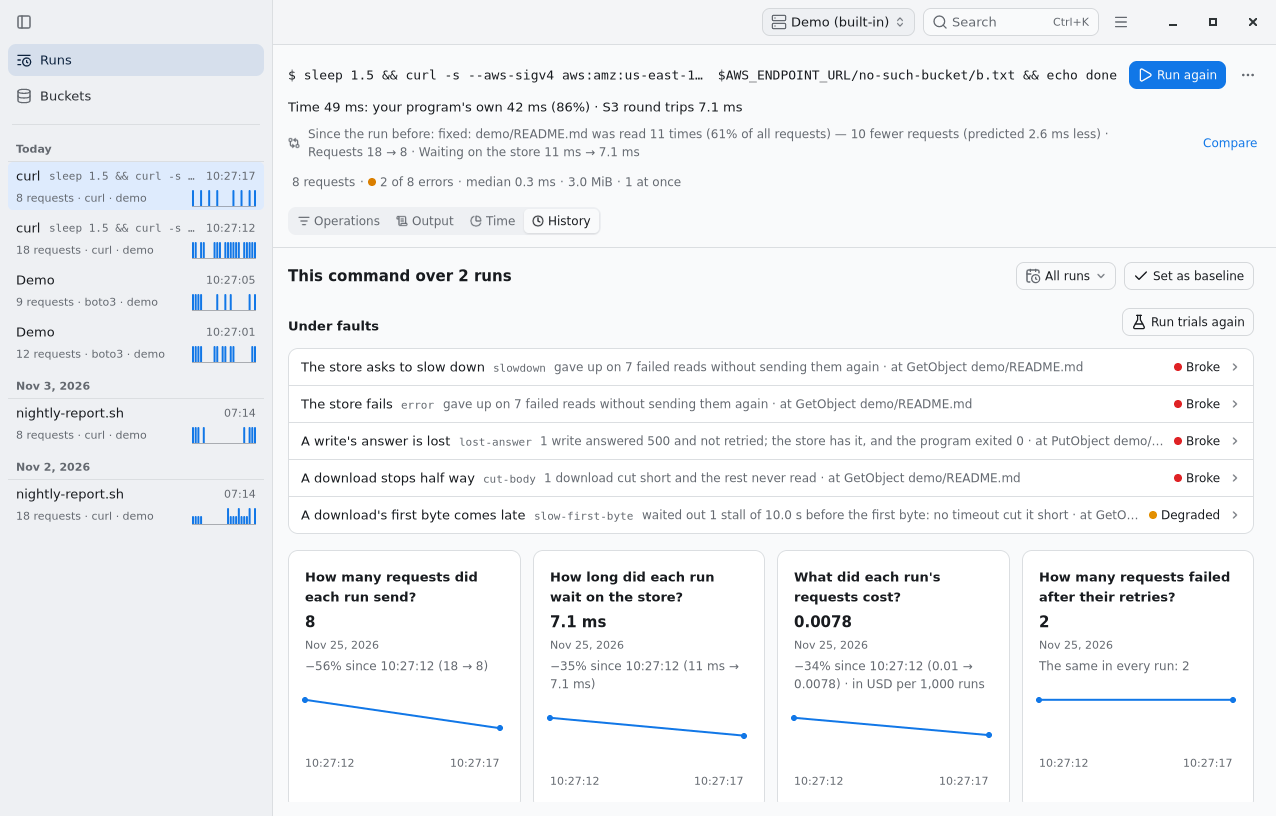 Demo (built-in)
Search
Ctrl+K
Runs
Buckets
Today
curl sleep 1.5 && curl -s … 10:27:17
8 requests · curl · demo
curl sleep 1.5 && curl -s … 10:27:12
18 requests · curl · demo
Demo 10:27:05
9 requests · boto3 · demo
Demo 10:27:01
12 requests · boto3 · demo
Nov 3, 2026
nightly-report.sh 07:14
8 requests · curl · demo
Nov 2, 2026
nightly-report.sh 07:14
18 requests · curl · demo
$ sleep 1.5 && curl -s --aws-sigv4 aws:amz:us-east-1… $AWS_ENDPOINT_URL/no-such-bucket/b.txt && echo done
Run again
Time 49 ms: your program's own 42 ms (86%) · S3 round trips 7.1 ms
Since the run before: fixed: demo/README.md was read 11 times (61% of all requests) — 10 fewer requests (predicted 2.6 ms less) ·
Requests 18 → 8 · Waiting on the store 11 ms → 7.1 ms
Compare
8 requests · 2 of 8 errors · median 0.3 ms · 3.0 MiB · 1 at once
Operations
Output
Time
History
This command over 2 runs
All runs
Set as baseline
Under faults
Run trials again
The store asks to slow down slowdown gave up on 7 failed reads without sending them again · at GetObject demo/README.md Broke
The store fails error gave up on 7 failed reads without sending them again · at GetObject demo/README.md Broke
A write's answer is lost lost-answer 1 write answered 500 and not retried; the store has it, and the program exited 0 · at PutObject demo/… Broke
A download stops half way cut-body 1 download cut short and the rest never read · at GetObject demo/README.md Broke
A download's first byte comes late slow-first-byte waited out 1 stall of 10.0 s before the first byte: no timeout cut it short · at GetO… Degraded
How many requests did
each run send?
8
Nov 25, 2026
−56% since 10:27:12 (18 → 8)
10:27:12 10:27:17
How long did each run
wait on the store?
7.1 ms
Nov 25, 2026
−35% since 10:27:12 (11 ms →
7.1 ms)
10:27:12 10:27:17
What did each run's
requests cost?
0.0078
Nov 25, 2026
−34% since 10:27:12 (0.01 →
0.0078) · in USD per 1,000 runs
10:27:12 10:27:17
How many requests failed
after their retries?
2
Nov 25, 2026
The same in every run: 2
10:27:12 10:27:17